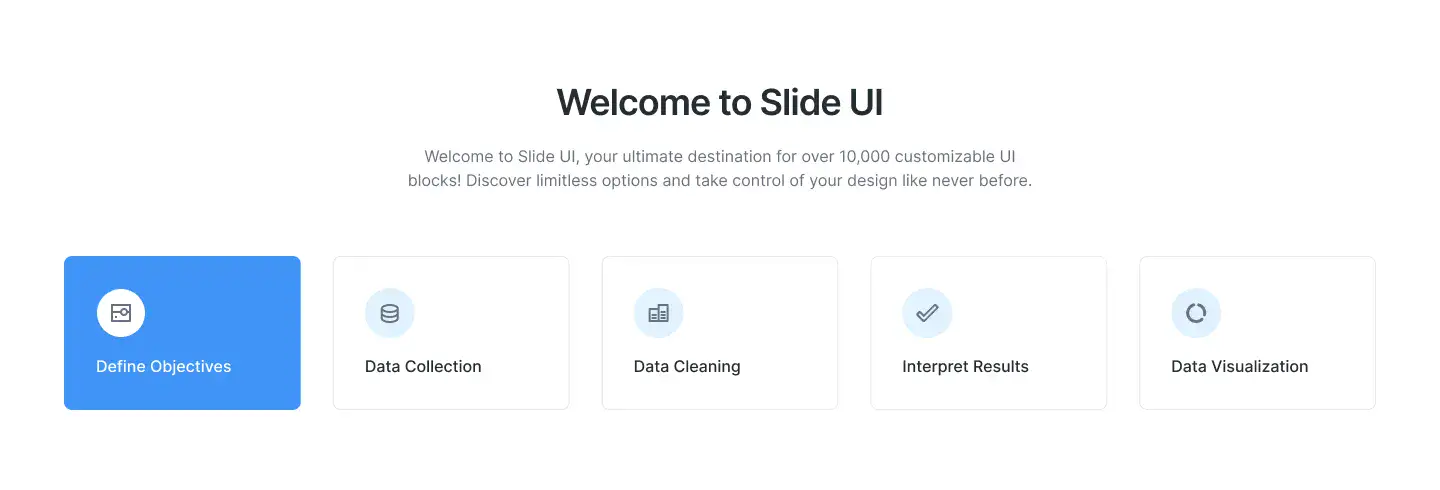 Welcome to Slide UI
Welcome to Slide UI, your ultimate destination for over 10,000 customizable UI
blocks! Discover limitless options and take control of your design like never before.
Define Objectives
Data Collection
Data Cleaning
Interpret Results
Data Visualization